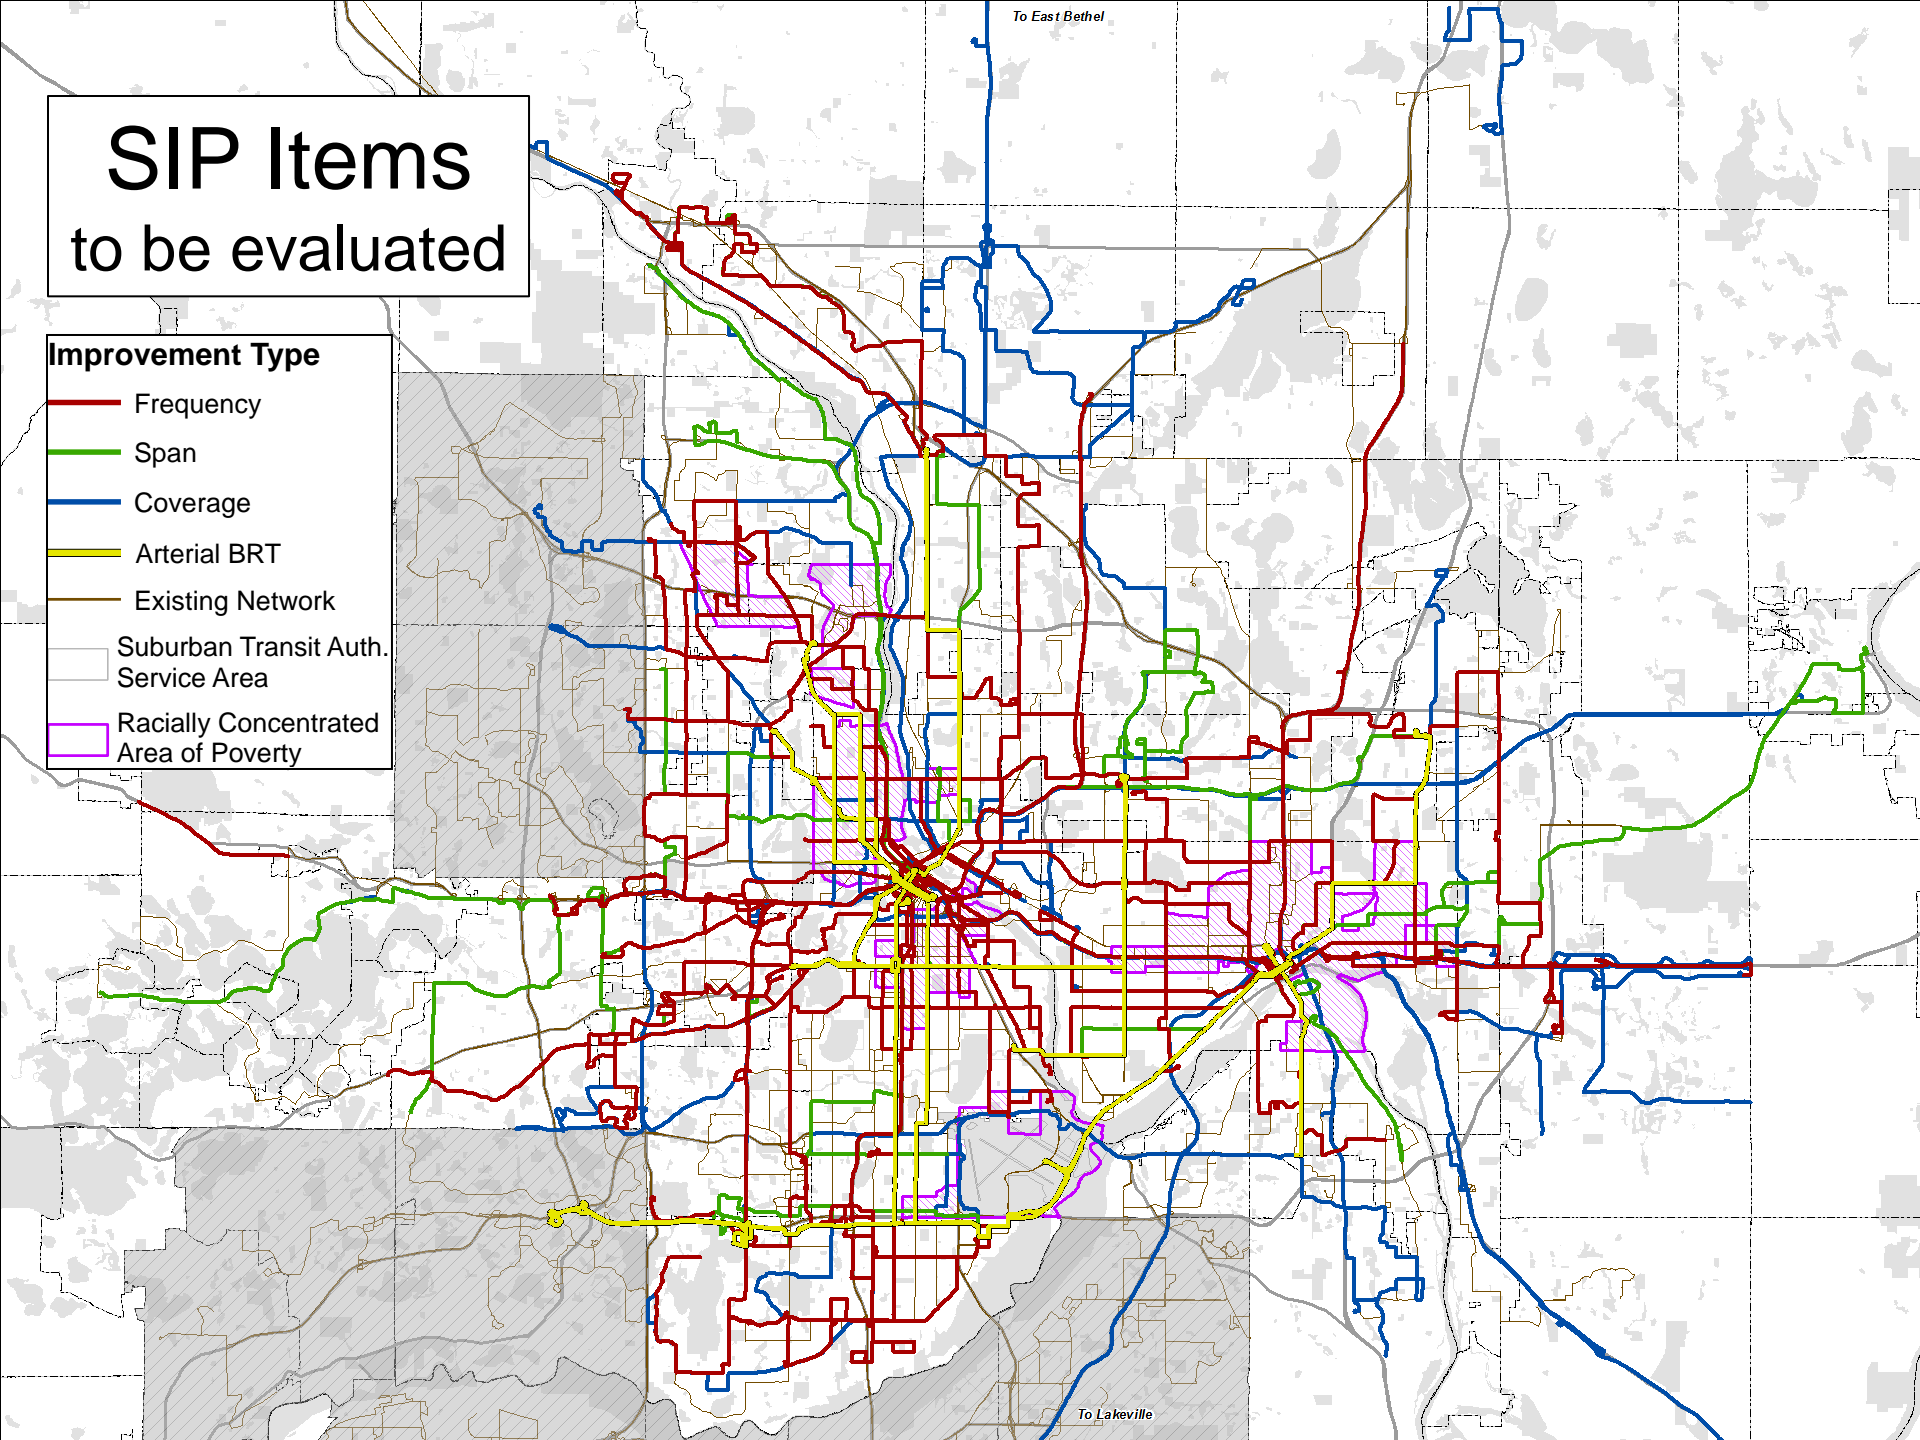 To East Bethel
SIP Items
to be evaluated
Improvement Type
Frequency
Span
Coverage
Arterial BRT
Existing Network
Suburban Transit Auth.
Service Area
Racially Concentrated
Area of Poverty
To Lakeville